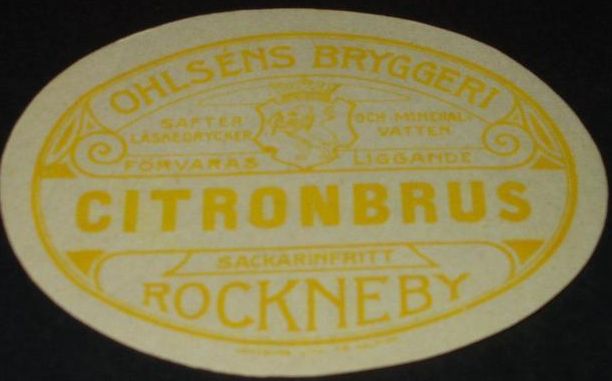 OHLSÉNS BRYGGERI
SAFTER OCH MINERAL-
LÄSKEDRYCKER VATTEN
FÖRVARAS LIGGANDE
CITRONBRUS
SACKARINFRITT
ROCKNEBY